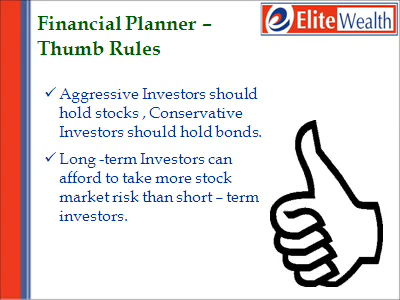 Financial Planner –
Thumb Rules
Elite Wealth
✓ Aggressive Investors should
hold stocks , Conservative
Investors should hold bonds.
✓ Long -term Investors can
afford to take more stock
market risk than short – term
investors.